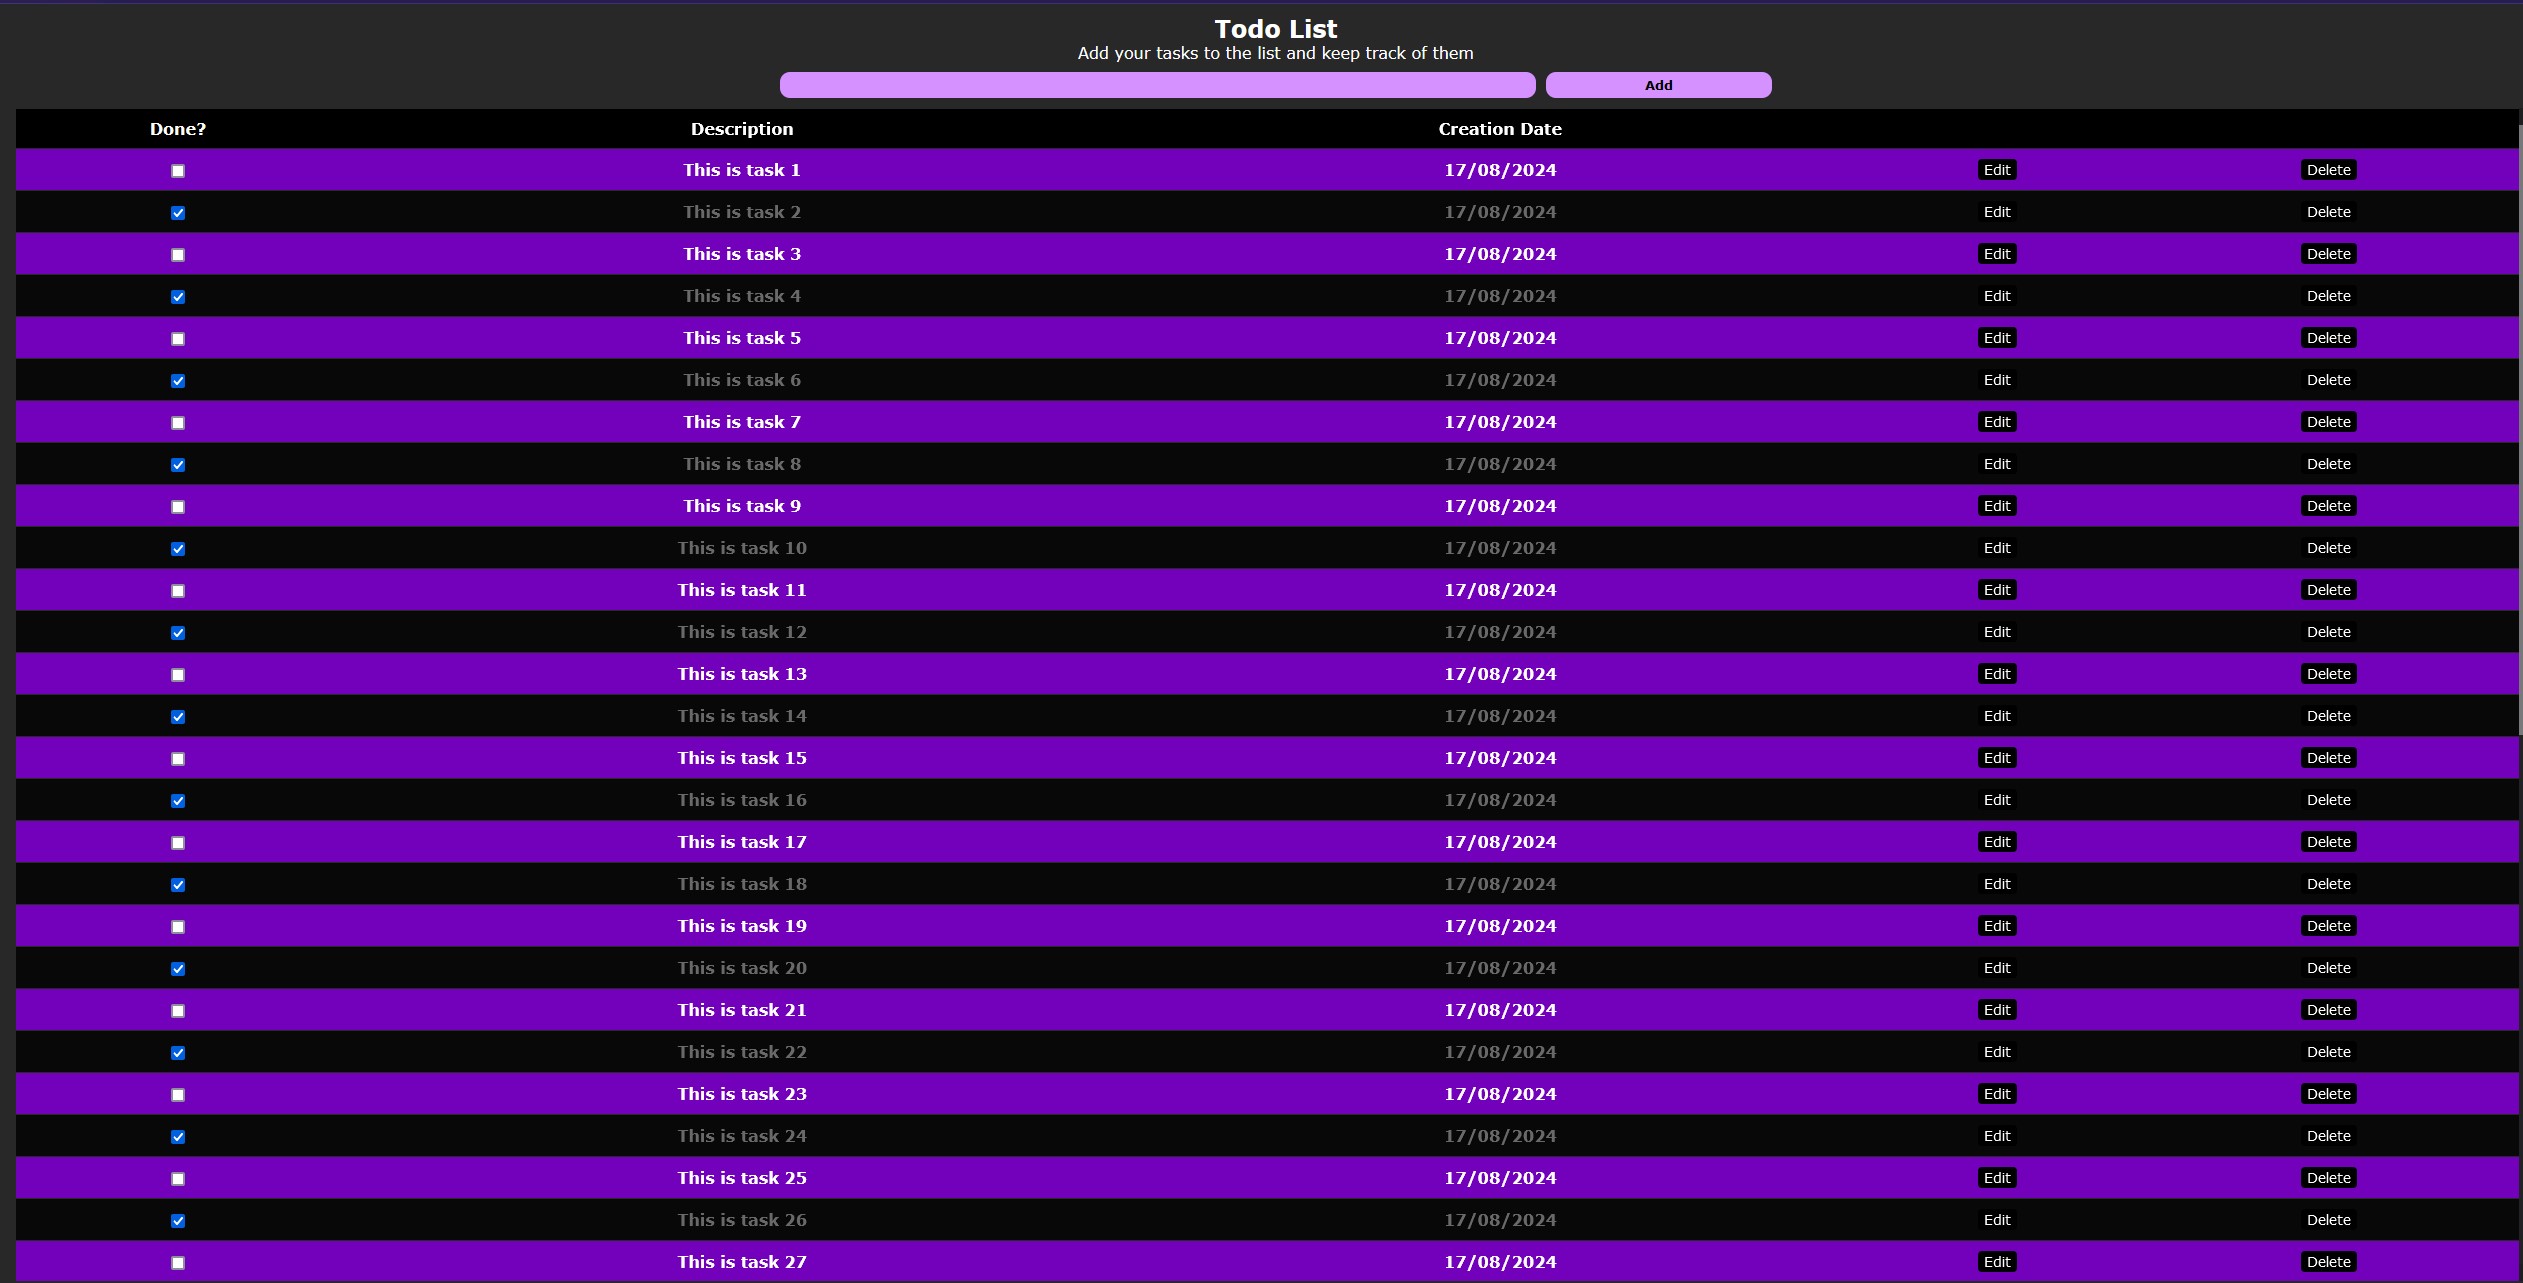 Todo List
Add your tasks to the list and keep track of them
Add
Done? Description Creation Date
This is task 1 17/08/2024 Edit Delete
This is task 2 17/08/2024 Edit Delete
This is task 3 17/08/2024 Edit Delete
This is task 4 17/08/2024 Edit Delete
This is task 5 17/08/2024 Edit Delete
This is task 6 17/08/2024 Edit Delete
This is task 7 17/08/2024 Edit Delete
This is task 8 17/08/2024 Edit Delete
This is task 9 17/08/2024 Edit Delete
This is task 10 17/08/2024 Edit Delete
This is task 11 17/08/2024 Edit Delete
This is task 12 17/08/2024 Edit Delete
This is task 13 17/08/2024 Edit Delete
This is task 14 17/08/2024 Edit Delete
This is task 15 17/08/2024 Edit Delete
This is task 16 17/08/2024 Edit Delete
This is task 17 17/08/2024 Edit Delete
This is task 18 17/08/2024 Edit Delete
This is task 19 17/08/2024 Edit Delete
This is task 20 17/08/2024 Edit Delete
This is task 21 17/08/2024 Edit Delete
This is task 22 17/08/2024 Edit Delete
This is task 23 17/08/2024 Edit Delete
This is task 24 17/08/2024 Edit Delete
This is task 25 17/08/2024 Edit Delete
This is task 26 17/08/2024 Edit Delete
This is task 27 17/08/2024 Edit Delete